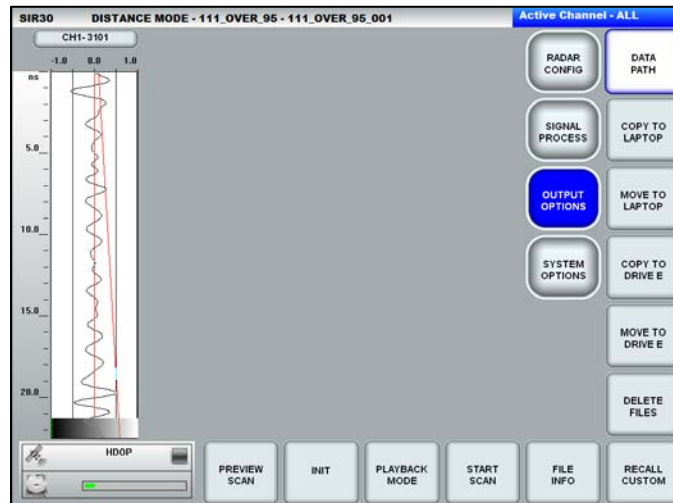 SIR30 DISTANCE MODE - 111_OVER_95 - 111_OVER_95_001
Active Channel - ALL
CH1- 3101
-1.0 0.0 1.0
ns
5.0
10.0
15.0
20.0
RADAR
CONFIG
SIGNAL
PROCESS
OUTPUT
OPTIONS
SYSTEM
OPTIONS
DATA
PATH
COPY TO
LAPTOP
MOVE TO
LAPTOP
COPY TO
DRIVE E
MOVE TO
DRIVE E
DELETE
FILES
HDOP
PREVIEW
SCAN
INIT
PLAYBACK
MODE
START
SCAN
FILE
INFO
RECALL
CUSTOM